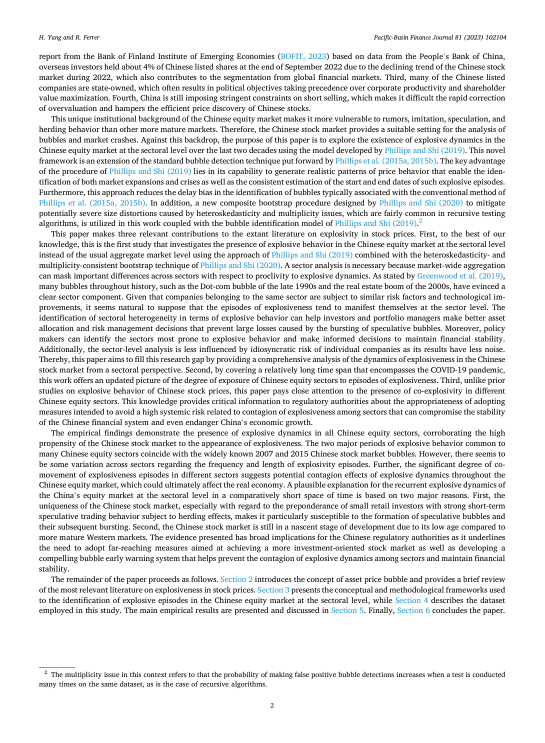 H. Yang and R. Ferrer
Pacific-Basin Finance Journal 81 (2023) 102104
report from the Bank of Finland Institute of Emerging Economies (BOFIT, 2023) based on data from the People's Bank of China,
overseas investors held about 4% of Chinese listed shares at the end of September 2022 due to the declining trend of the Chinese stock
market during 2022, which also contributes to the segmentation from global financial markets. Third, many of the Chinese listed
companies are state-owned, which often results in political objectives taking precedence over corporate productivity and shareholder
value maximization. Fourth, China is still imposing stringent constraints on short selling, which makes it difficult the rapid correction
of overvaluation and hampers the efficient price discovery of Chinese stocks.
This unique institutional background of the Chinese equity market makes it more vulnerable to rumors, imitation, speculation, and
herding behavior than other more mature markets. Therefore, the Chinese stock market provides a suitable setting for the analysis of
bubbles and market crashes. Against this backdrop, the purpose of this paper is to explore the existence of explosive dynamics in the
Chinese equity market at the sectoral level over the last two decades using the model developed by Phillips and Shi (2019). This novel
framework is an extension of the standard bubble detection technique put forward by Phillips et al. (2015a, 2015b). The key advantage
of the procedure of Phillips and Shi (2019) lies in its capability to generate realistic patterns of price behavior that enable the iden-
tification of both market expansions and crises as well as the consistent estimation of the start and end dates of such explosive episodes.
Furthermore, this approach reduces the delay bias in the identification of bubbles typically associated with the conventional method of
Phillips et al. (2015a, 2015b). In addition, a new composite bootstrap procedure designed by Phillips and Shi (2020) to mitigate
potentially severe size distortions caused by heteroskedasticity and multiplicity issues, which are fairly common in recursive testing
algorithms, is utilized in this work coupled with the bubble identification model of Phillips and Shi (2019).2
This paper makes three relevant contributions to the extant literature on explosivity in stock prices. First, to the best of our
knowledge, this is the first study that investigates the presence of explosive behavior in the Chinese equity market at the sectoral level
instead of the usual aggregate market level using the approach of Phillips and Shi (2019) combined with the heteroskedasticity- and
multiplicity-consistent bootstrap technique of Phillips and Shi (2020). A sector analysis is necessary because market-wide aggregation
can mask important differences across sectors with respect to proclivity to explosive dynamics. As stated by Greenwood et al. (2019),
many bubbles throughout history, such as the Dot-com bubble of the late 1990s and the real estate boom of the 2000s, have evinced a
clear sector component. Given that companies belonging to the same sector are subject to similar risk factors and technological im-
provements, it seems natural to suppose that the episodes of explosiveness tend to manifest themselves at the sector level. The
identification of sectoral heterogeneity in terms of explosive behavior can help investors and portfolio managers make better asset
allocation and risk management decisions that prevent large losses caused by the bursting of speculative bubbles. Moreover, policy
makers can identify the sectors most prone to explosive behavior and make informed decisions to maintain financial stability.
Additionally, the sector-level analysis is less influenced by idiosyncratic risk of individual companies as its results have less noise.
Thereby, this paper aims to fill this research gap by providing a comprehensive analysis of the dynamics of explosiveness in the Chinese
stock market from a sectoral perspective. Second, by covering a relatively long time span that encompasses the COVID-19 pandemic,
this work offers an updated picture of the degree of exposure of Chinese equity sectors to episodes of explosiveness. Third, unlike prior
studies on explosive behavior of Chinese stock prices, this paper pays close attention to the presence of co-explosivity in different
Chinese equity sectors. This knowledge provides critical information to regulatory authorities about the appropriateness of adopting
measures intended to avoid a high systemic risk related to contagion of explosiveness among sectors that can compromise the stability
of the Chinese financial system and even endanger China's economic growth.
The empirical findings demonstrate the presence of explosive dynamics in all Chinese equity sectors, corroborating the high
propensity of the Chinese stock market to the appearance of explosiveness. The two major periods of explosive behavior common to
many Chinese equity sectors coincide with the widely known 2007 and 2015 Chinese stock market bubbles. However, there seems to
be some variation across sectors regarding the frequency and length of explosivity episodes. Further, the significant degree of co-
movement of explosiveness episodes in different sectors suggests potential contagion effects of explosive dynamics throughout the
Chinese equity market, which could ultimately affect the real economy. A plausible explanation for the recurrent explosive dynamics of
the China's equity market at the sectoral level in a comparatively short space of time is based on two major reasons. First, the
uniqueness of the Chinese market, especially with regard to the preponderance of small retail investors with strong short-term
speculative trading behavior subject to herding effects, makes it particularly susceptible to the formation of speculative bubbles and
their subsequent bursting. Second, the Chinese stock market is still in a nascent stage of development due to its low age compared to
more mature Western markets. The evidence presented has broad implications for the Chinese regulatory authorities as it underlines
the need to adopt far-reaching measures aimed at achieving a more investment-oriented stock market as well as developing a
compelling bubble early warning system that helps prevent the contagion of explosive dynamics among sectors and maintain financial
stability.
The remainder of the paper proceeds as follows. Section 2 introduces the concept of asset price bubble and provides a brief review
of the most relevant literature on explosiveness in stock prices. Section 3 presents the conceptual and methodological frameworks used
to the identification of explosive episodes in the Chinese equity market at the sectoral level, while Section 4 describes the dataset
employed in this study. The main empirical results are presented and discussed in Section 5. Finally, Section 6 concludes the paper.
2 The multiplicity issue in this context refers to that the probability of making false positive bubble detections increases when a test is conducted
many times on the same dataset, as is the case of recursive algorithms.
2